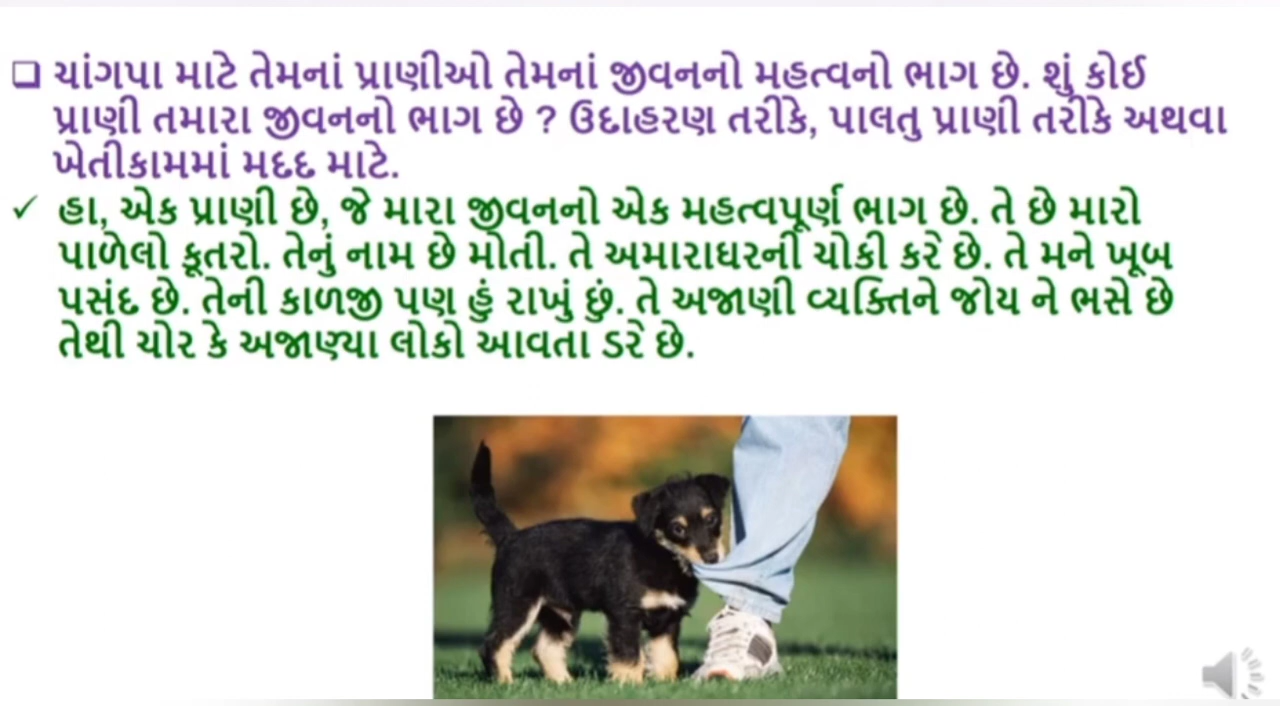 ❑ ચાંગપા માટે તેમનાં પ્રાણીઓ તેમનાં જીવનનો મહત્વનો ભાગ છે. શું કોઈ
પ્રાણી તમારા જીવનનો ભાગ છે ? ઉદાહરણ તરીકે, પાલતુ પ્રાણી તરીકે અથવા
ખેતીકામમાં મદદ માટે.
✓ હા, એક પ્રાણી છે, જે મારા જીવનનો એક મહત્વપૂર્ણ ભાગ છે. તે છે મારો
પાળેલો કૂતરો. તેનું નામ છે મોતી. તે અમારાઘરની ચોકી કરે છે. તે મને ખૂબ
પસંદ છે. તેની કાળજી પણ હું રાખું છું. તે અજાણી વ્યક્તિને જોય ને ભસે છે
તેથી ચોર કે અજાણ્યા લોકો આવતા ડરે છે.